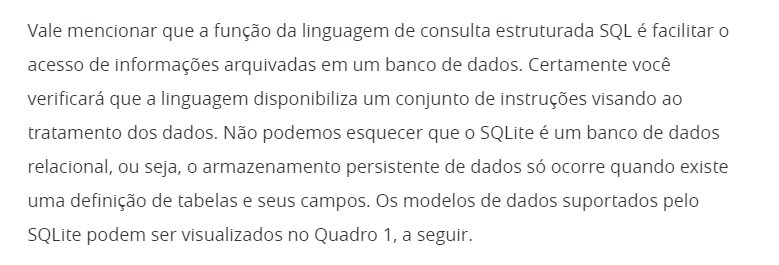 Vale mencionar que a função da linguagem de consulta estruturada SQL é facilitar o
acesso de informações arquivadas em um banco de dados. Certamente você
verificará que a linguagem disponibiliza um conjunto de instruções visando ao
tratamento dos dados. Não podemos esquecer que o SQLite é um banco de dados
relacional, ou seja, o armazenamento persistente de dados só ocorre quando existe
uma definição de tabelas e seus campos. Os modelos de dados suportados pelo
SQLite podem ser visualizados no Quadro 1, a seguir.